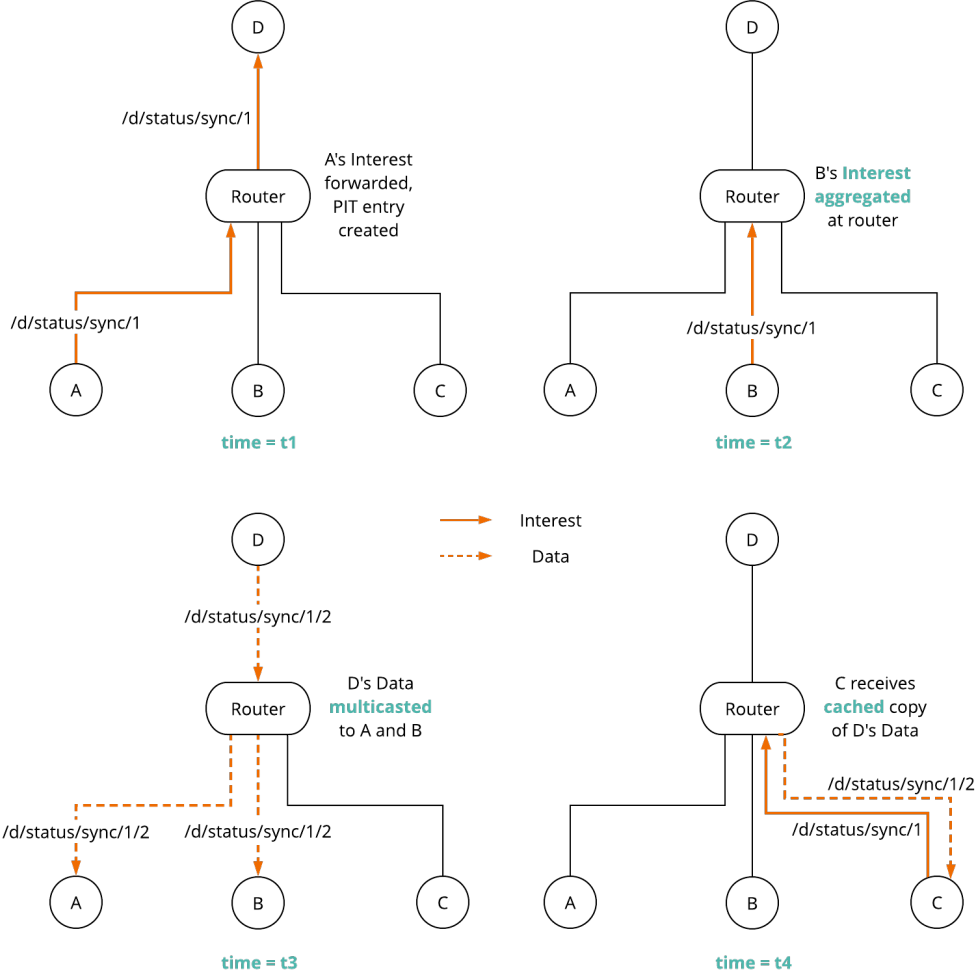 D
/d/status/sync/1
Router
A's Interest
forwarded,
PIT entry
created
/d/status/sync/1
A
B
C
time = t1
D
Router
B's Interest
aggregated
at router
/d/status/sync/1
A
B
C
time = t2
Interest
Data
D
/d/status/sync/1/2
Router
D's Data
multicasted
to A and B
/d/status/sync/1/2
/d/status/sync/1/2
A
B
C
time = t3
D
Router
C receives
cached copy
of D's Data
/d/status/sync/1/2
/d/status/sync/1
A
B
C
time = t4